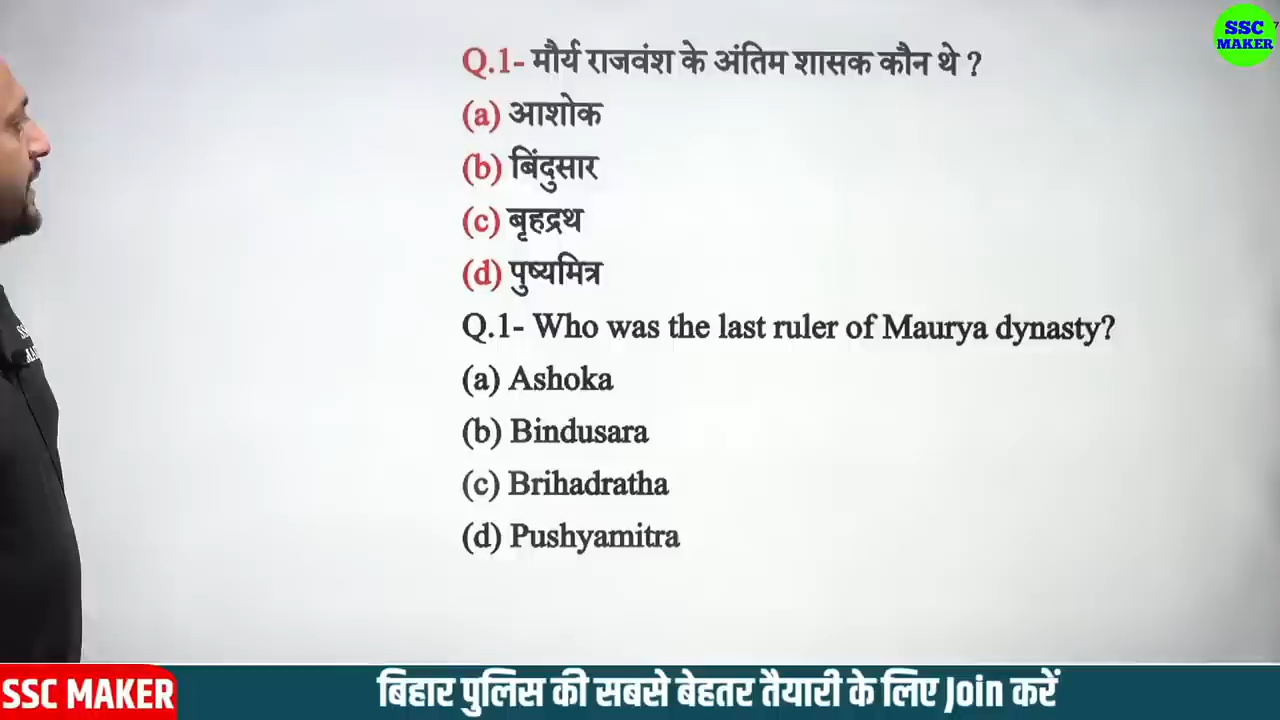 SSC
MAKER
Q.1- मौर्य राजवंश के अंतिम शासक कौन थे ?
(a) आशोक
(b) बिंदुसार
(c) बृहद्रथ
(d) पुष्यमित्र
Q.1- Who was the last ruler of Maurya dynasty?
(a) Ashoka
(b) Bindusara
(c) Brihadratha
(d) Pushyamitra
SSC MAKER
बिहार पुलिस की सबसे बेहतर तैयारी के लिए Join करें